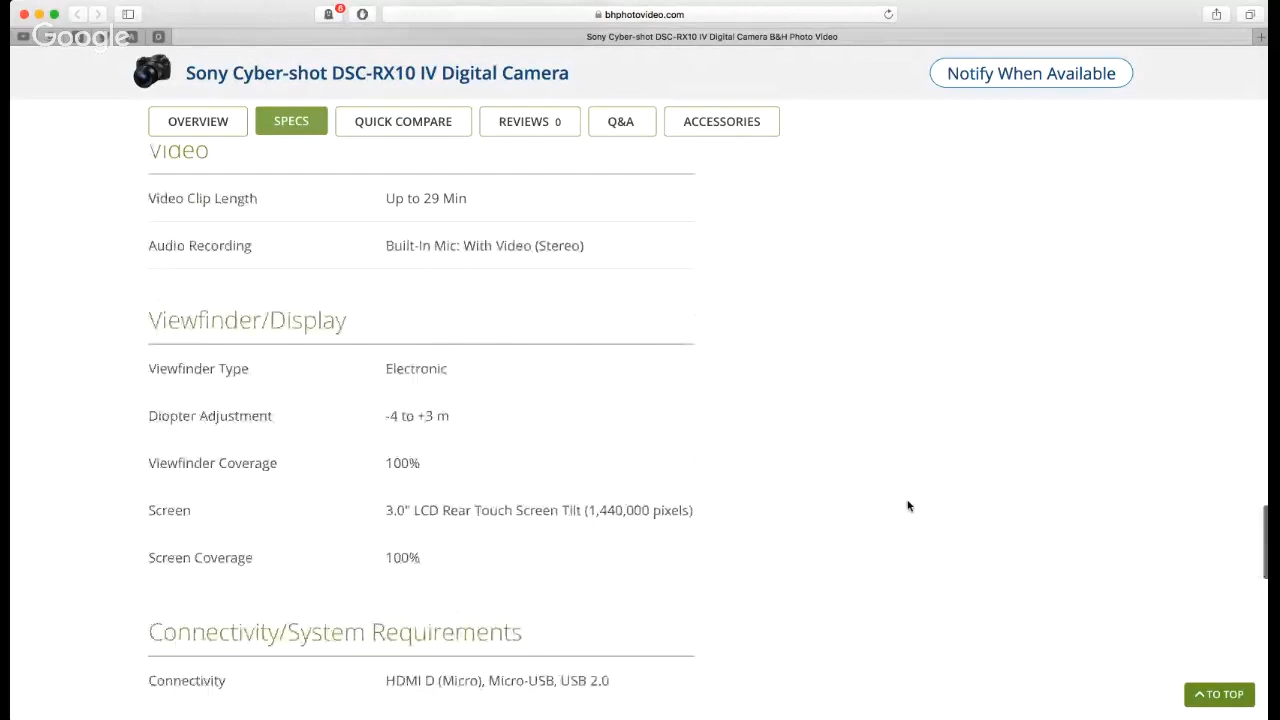 6
bhphotovideo.com
Google
Sony Cyber-shot DSC-RX10 IV Digital Camera B&H Photo Video
Sony Cyber-shot DSC-RX10 IV Digital Camera
Notify When Available
OVERVIEW
SPECS
QUICK COMPARE
REVIEWS 0
Q&A
ACCESSORIES
Video
Video Clip Length Up to 29 Min
Audio Recording Built-In Mic: With Video (Stereo)
Viewfinder/Display
Viewfinder Type Electronic
Diopter Adjustment -4 to +3 m
Viewfinder Coverage 100%
Screen 3.0" LCD Rear Touch Screen Tilt (1,440,000 pixels)
Screen Coverage 100%
Connectivity/System Requirements
Connectivity HDMI D (Micro), Micro-USB, USB 2.0
TO TOP